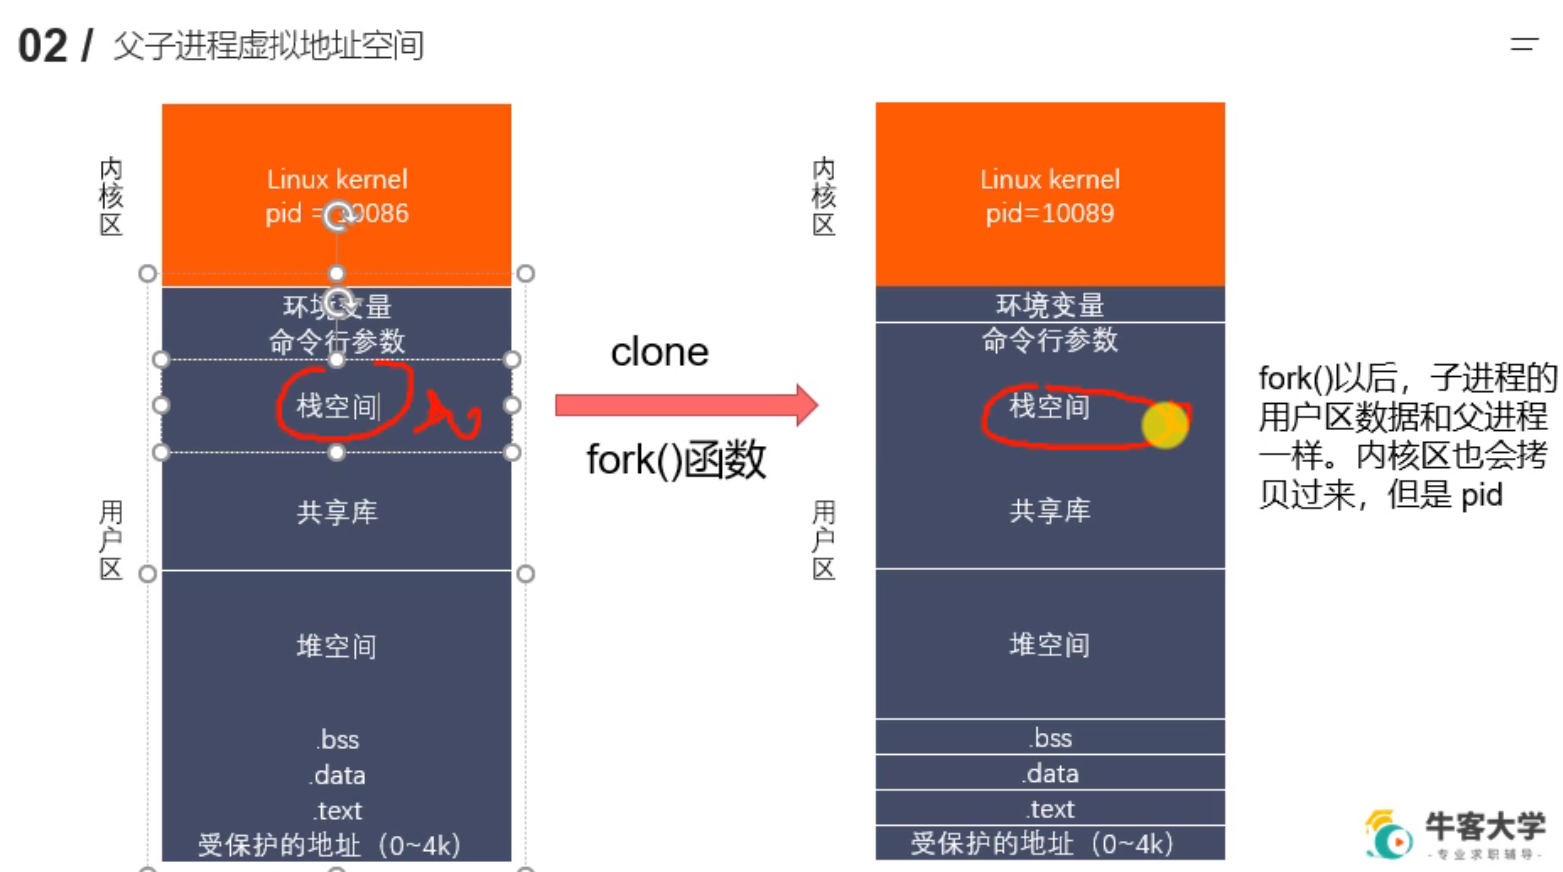 02 / 父子进程虚拟地址空间
内核区
Linux kernel
pid = 10086
环境变量
命令行参数
栈空间
共享库
用户区
堆空间
.bss
.data
.text
受保护的地址（0~4k）
clone
fork()函数
内核区
Linux kernel
pid=10089
环境变量
命令行参数
栈空间
共享库
用户区
堆空间
.bss
.data
.text
受保护的地址（0~4k）
fork()以后，子进程的
用户区数据和父进程
一样。内核区也会拷
贝过来，但是 pid
牛客大学
-专业求职辅导-